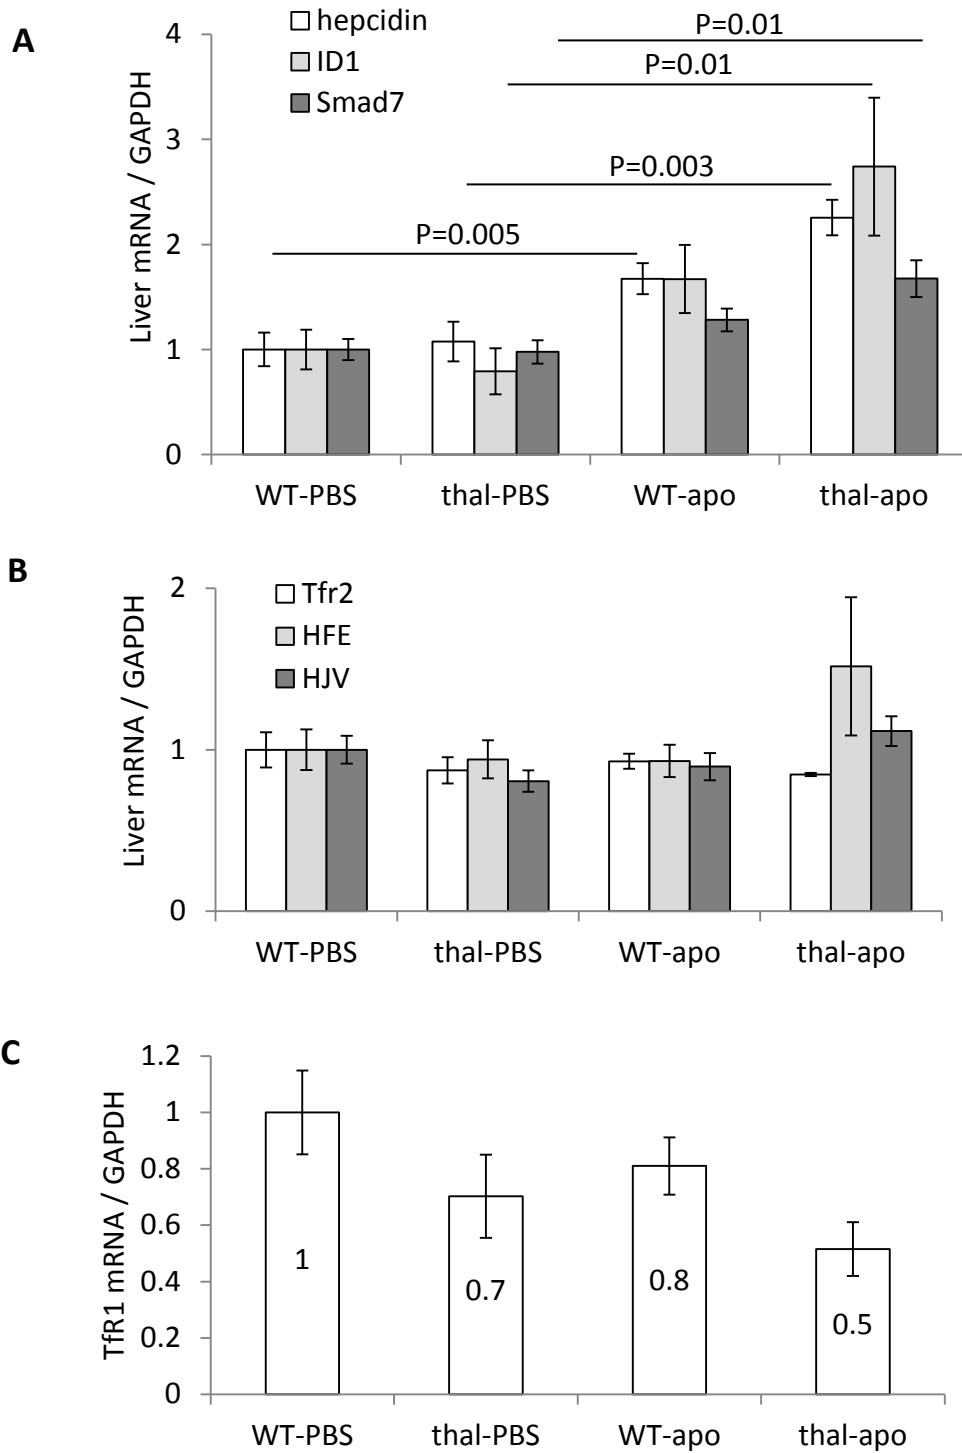 A
hepcidin
ID1
Smad7
P=0.01
P=0.01
P=0.003
P=0.005
Liver mRNA / GAPDH
4
3
2
1
0
WT-PBS thal-PBS WT-apo thal-apo
B
Tfr2
HFE
HJV
Liver mRNA / GAPDH
2
1
0
WT-PBS thal-PBS WT-apo thal-apo
C
TfR1 mRNA / GAPDH
1.2
1
0.8
0.6
0.4
0.2
0
1 0.7 0.8 0.5
WT-PBS thal-PBS WT-apo thal-apo